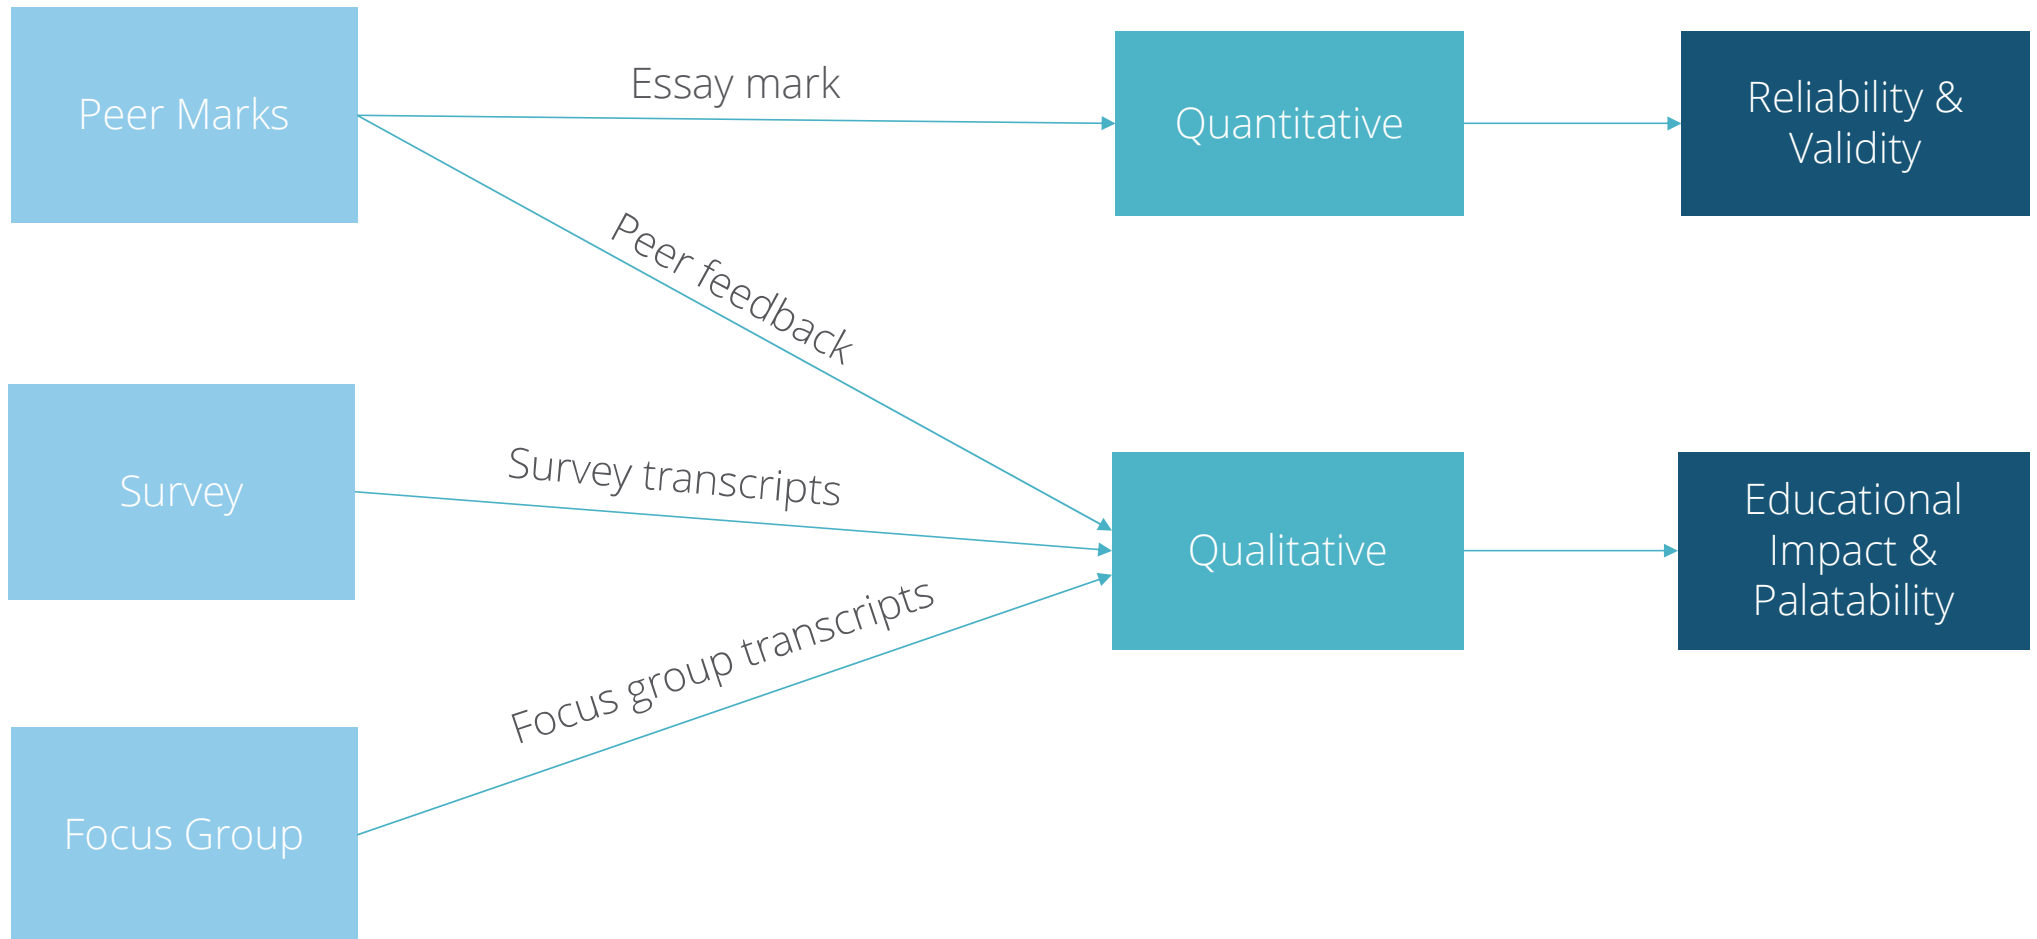 Peer Marks
Essay mark
Quantitative
Reliability &
Validity
Peer feedback
Survey
Survey transcripts
Qualitative
Educational
Impact &
Palatability
Focus group transcripts
Focus Group